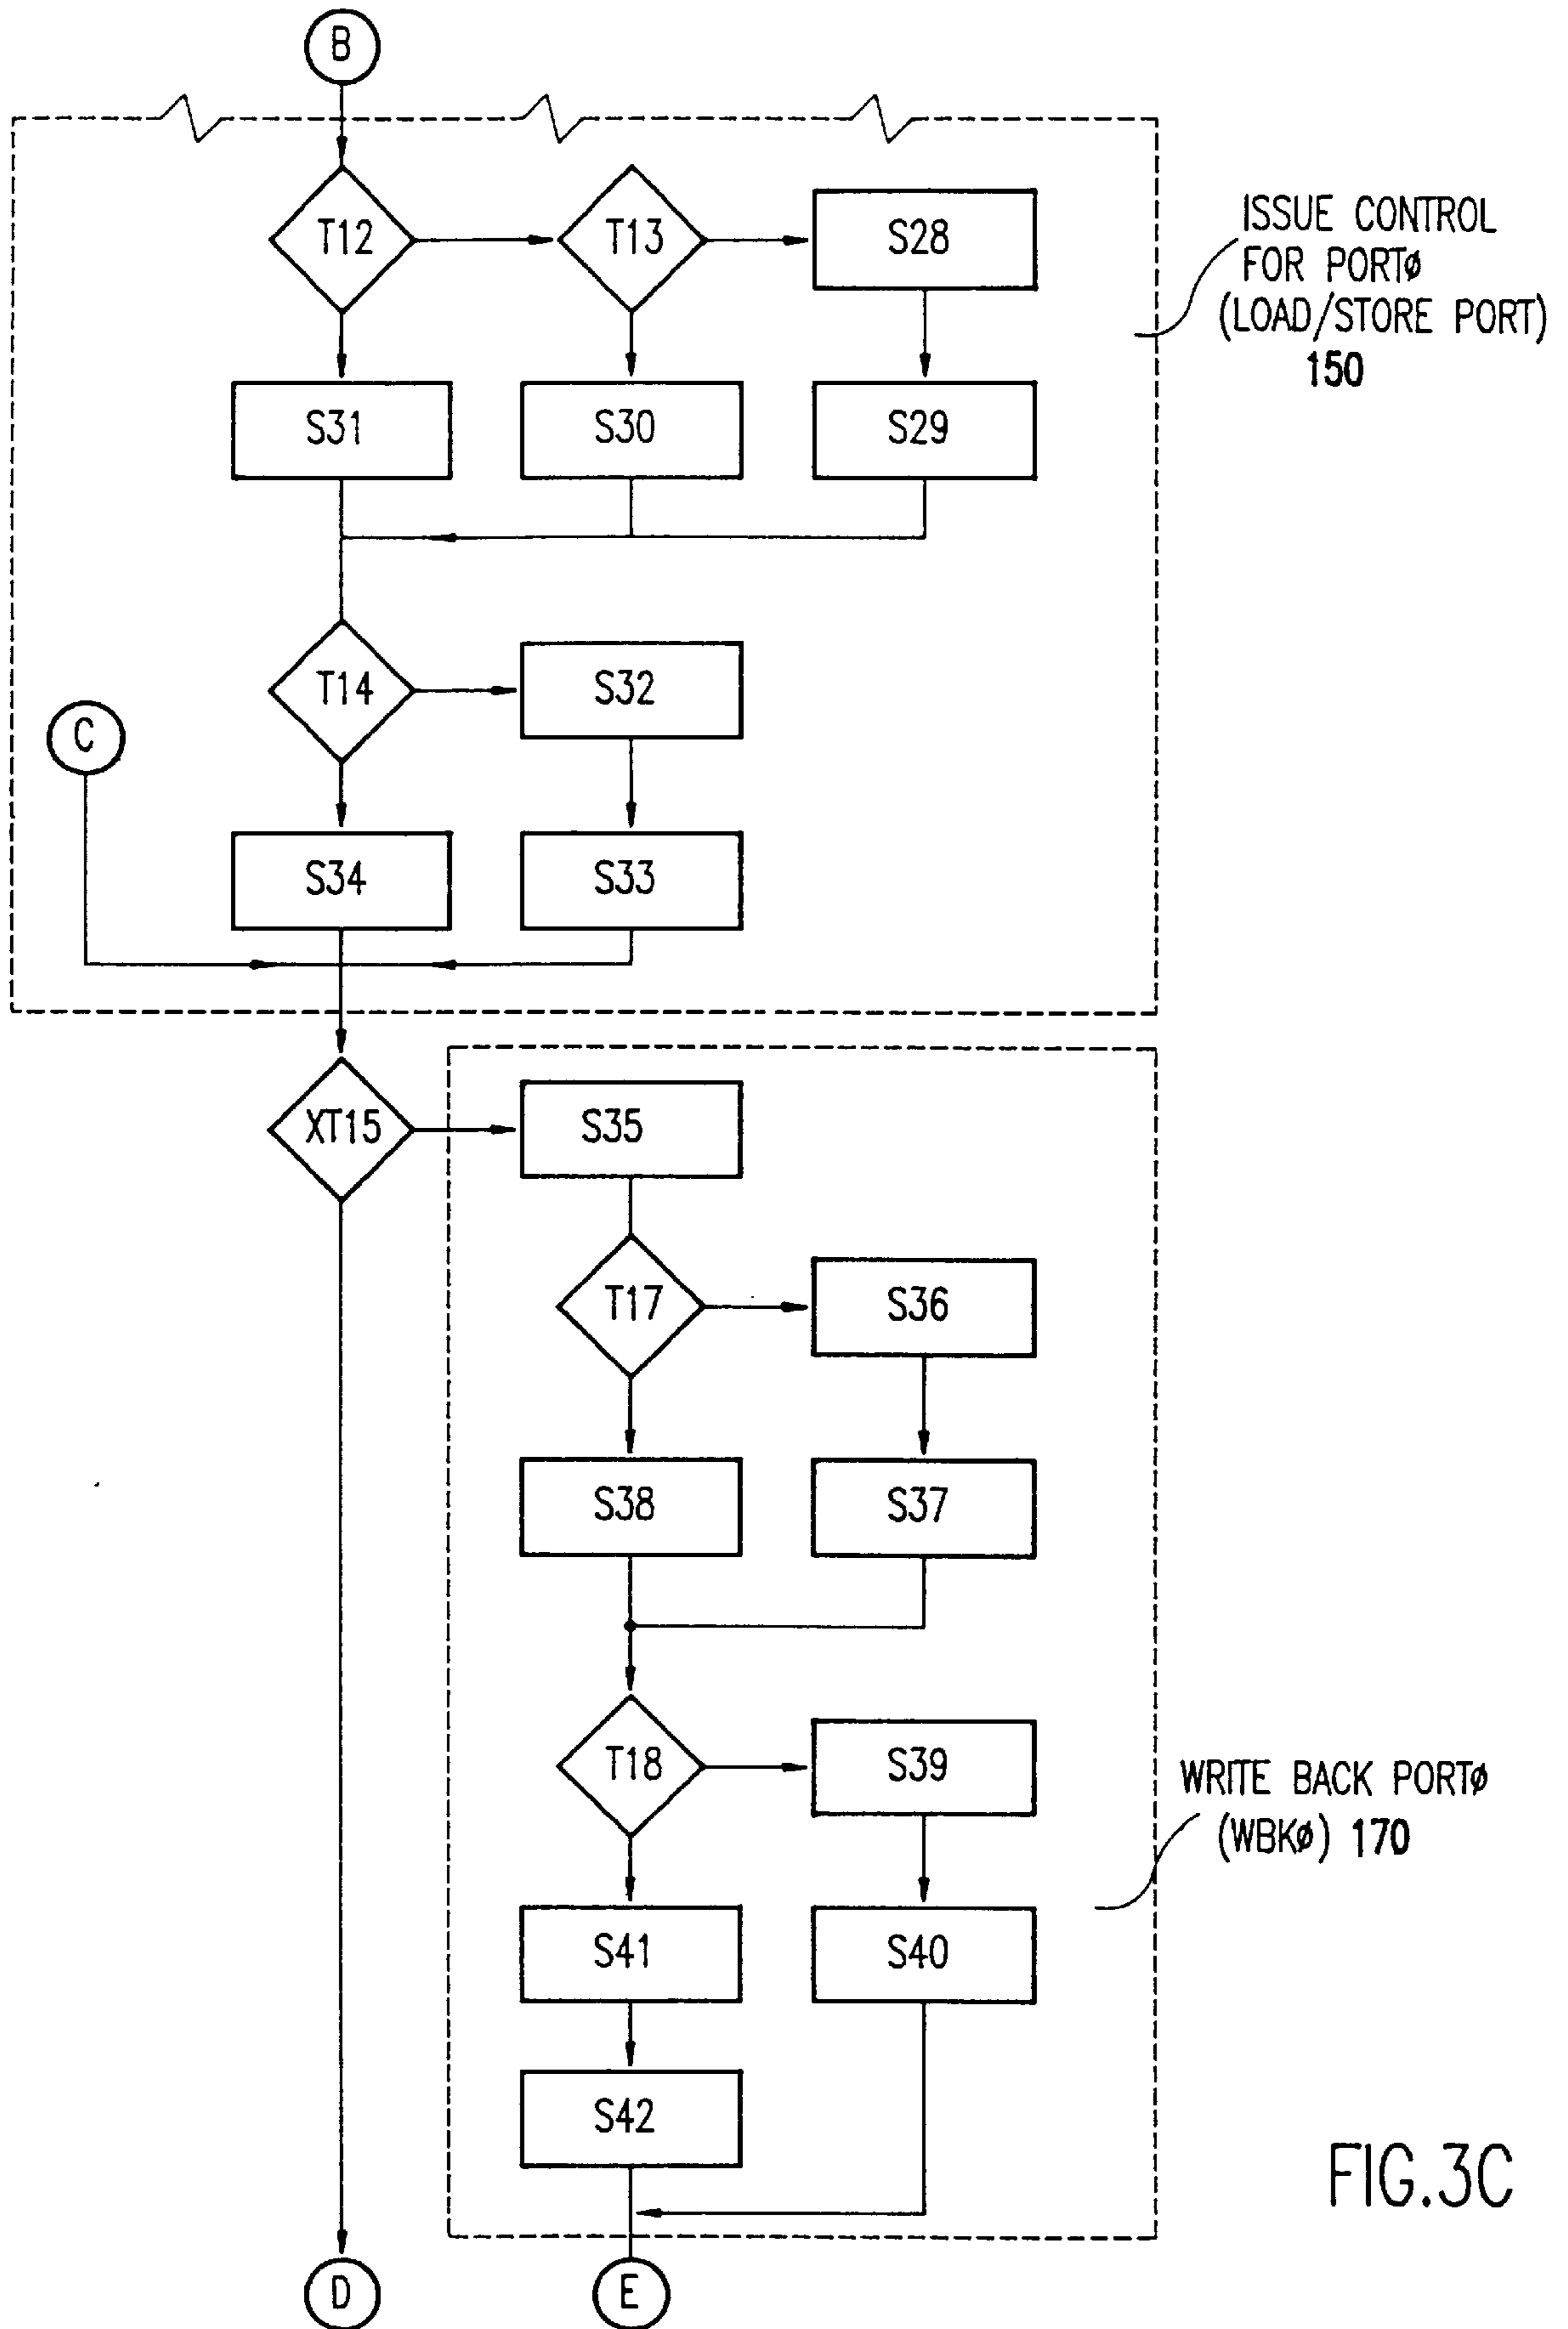 B
T12
T13
S28
ISSUE CONTROL
FOR PORTø
(LOAD/STORE PORT)
150
S31
S30
S29
T14
S32
C
S34
S33
XT15
S35
T17
S36
S38
S37
T18
S39
WRITE BACK PORTø
(WBKø) 170
S41
S40
S42
FIG.3C
D
E